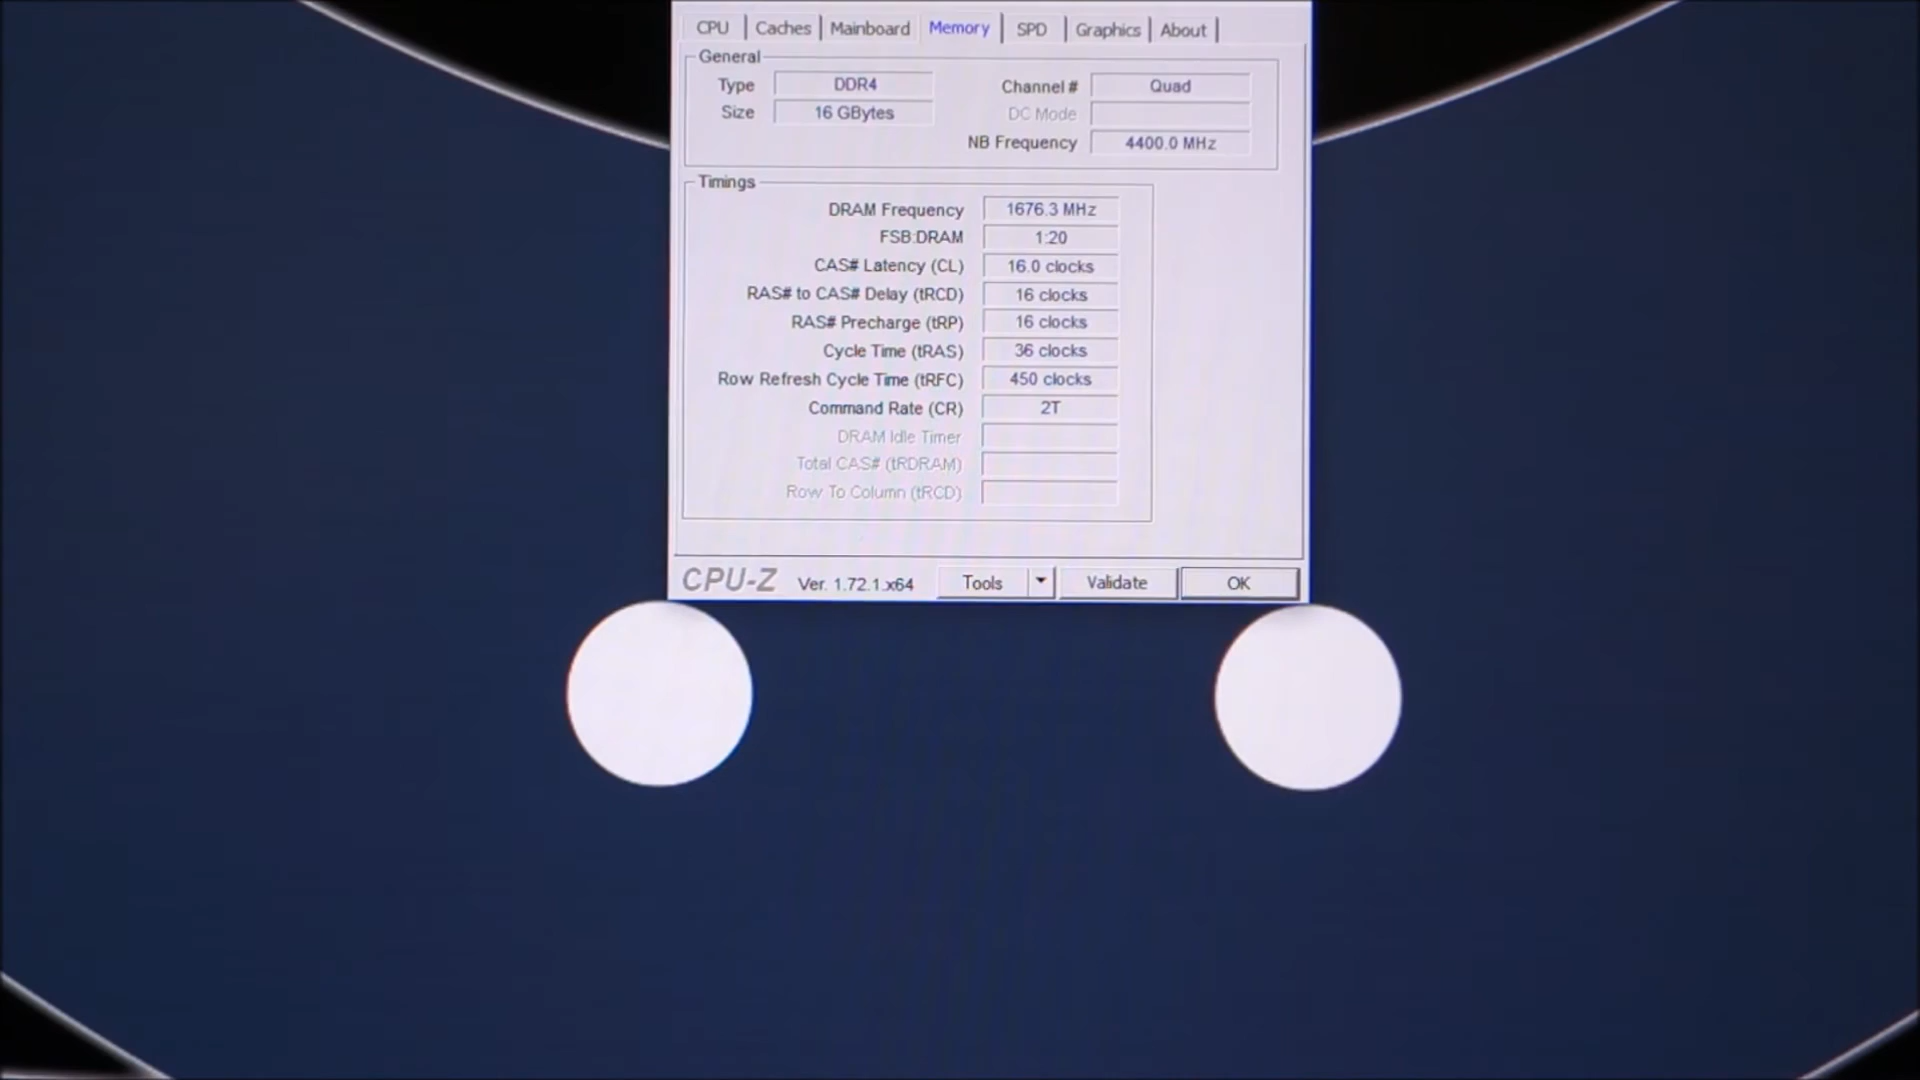 CPU Caches Mainboard Memory SPD Graphics About
General
Type DDR4 Channel # Quad
Size 16 GBytes DC Mode
NB Frequency 4400.0 MHz
Timings
DRAM Frequency 1676.3 MHz
FSB:DRAM 1:20
CAS# Latency (CL) 16.0 clocks
RAS# to CAS# Delay (tRCD) 16 clocks
RAS# Precharge (tRP) 16 clocks
Cycle Time (tRAS) 36 clocks
Row Refresh Cycle Time (tRFC) 450 clocks
Command Rate (CR) 2T
DRAM Idle Timer
Total CAS# (tRDRAM)
Row To Column (tRCD)
CPU-Z Ver. 1.72.1.x64 Tools Validate OK